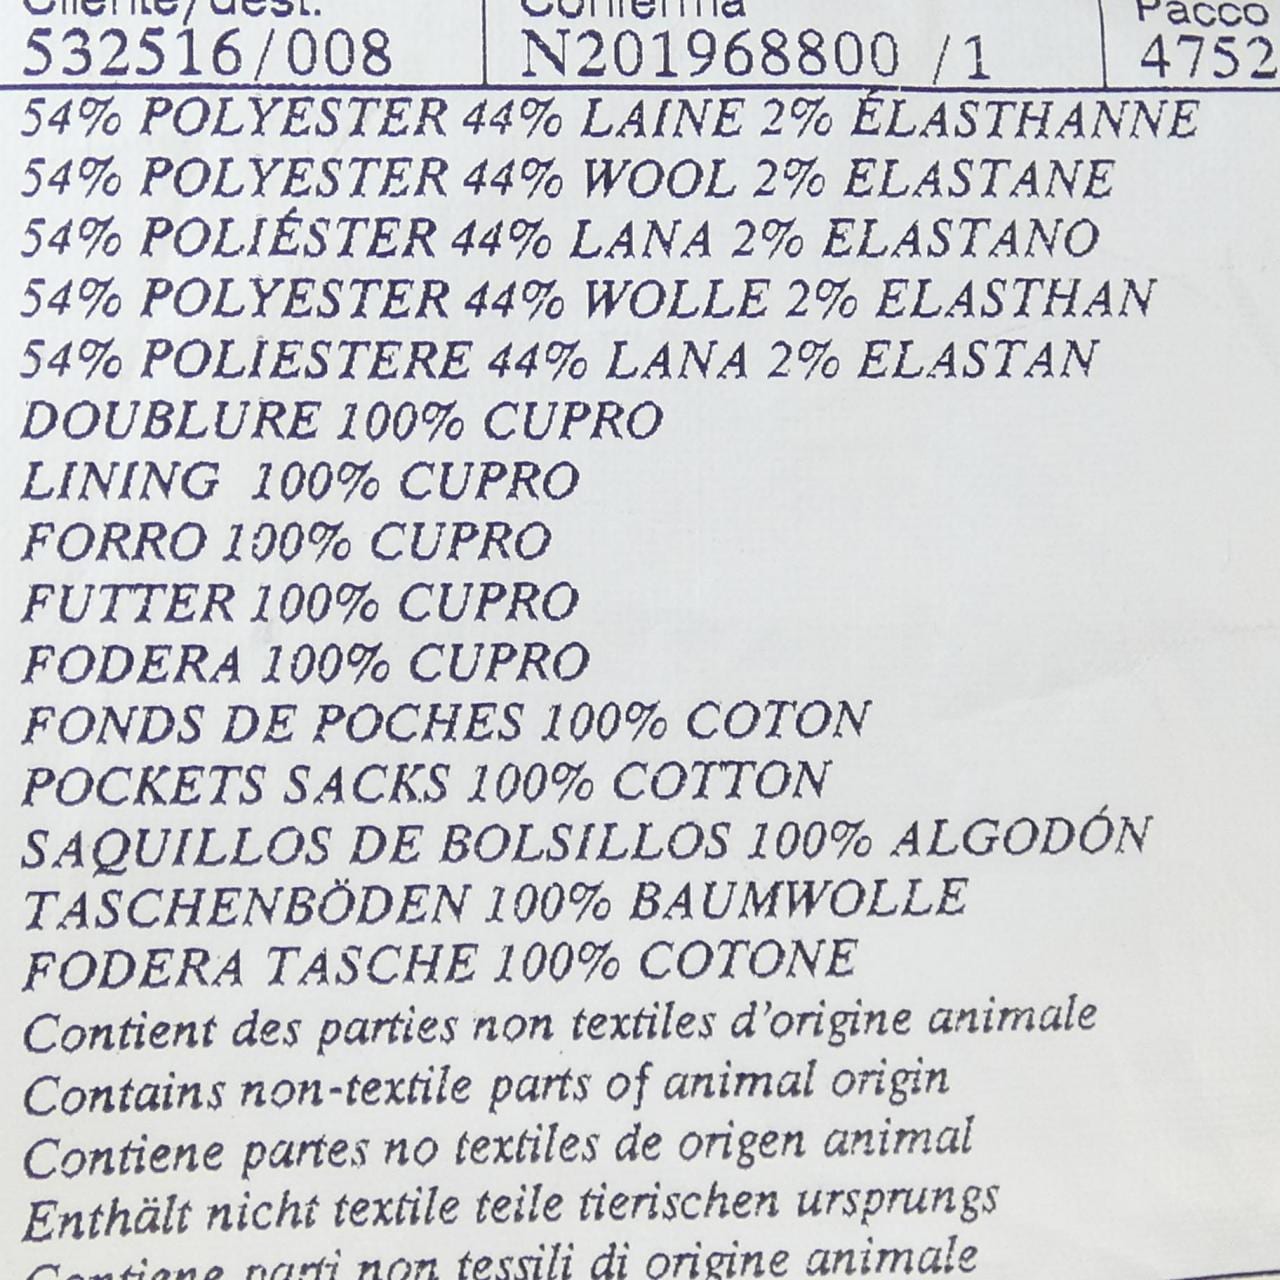 Cliente/dest. Conferma Pacco
532516/008 N201968800 /1 4752
54% POLYESTER 44% LAINE 2% ÉLASTHANNE
54% POLYESTER 44% WOOL 2% ELASTANE
54% POLIÉSTER 44% LANA 2% ELASTANO
54% POLYESTER 44% WOLLE 2% ELASTHAN
54% POLIESTERE 44% LANA 2% ELASTAN
DOUBLURE 100% CUPRO
LINING 100% CUPRO
FORRO 100% CUPRO
FUTTER 100% CUPRO
FODERA 100% CUPRO
FONDS DE POCHES 100% COTON
POCKETS SACKS 100% COTTON
SAQUILLOS DE BOLSILLOS 100% ALGODÓN
TASCHENBÖDEN 100% BAUMWOLLE
FODERA TASCHE 100% COTONE
Contient des parties non textiles d'origine animale
Contains non-textile parts of animal origin
Contiene partes no textiles de origen animal
Enthält nicht textile teile tierischen ursprungs
Contiene parti non tessili di origine animale